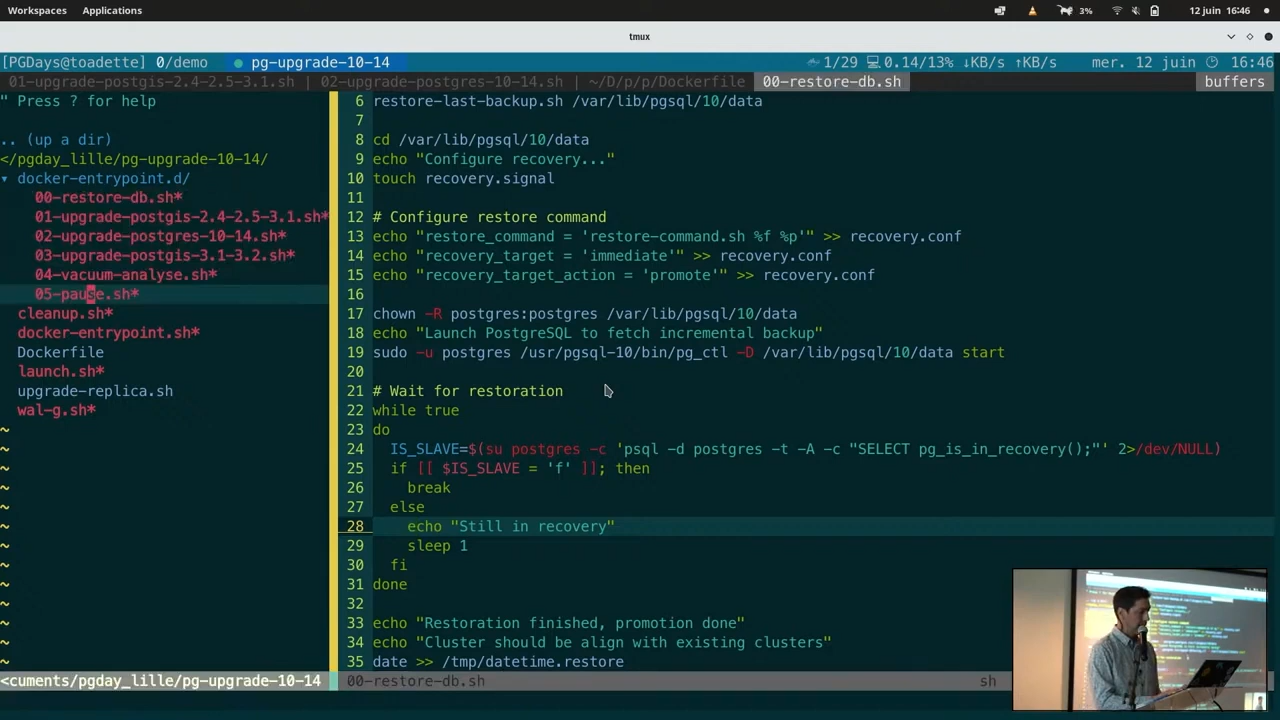 Workspaces Applications 3% 12 juin 16:46
tmux
[PGDays@toadette] 0/demo ● pg-upgrade-10-14 1/29 0.14/13% ↓KB/s ↑KB/s mer. 12 juin 16:46
01-upgrade-postgis-2.4-2.5-3.1.sh | 02-upgrade-postgres-10-14.sh | ~/D/p/p/Dockerfile 00-restore-db.sh buffers
" Press ? for help
.. (up a dir)
</pgday_lille/pg-upgrade-10-14/
▾ docker-entrypoint.d/
00-restore-db.sh*
01-upgrade-postgis-2.4-2.5-3.1.sh*
02-upgrade-postgres-10-14.sh*
03-upgrade-postgis-3.1-3.2.sh*
04-vacuum-analyse.sh*
05-pause.sh*
cleanup.sh*
docker-entrypoint.sh*
Dockerfile
launch.sh*
upgrade-replica.sh
wal-g.sh*
~
~
~
~
~
~
~
~
~
~
~
~
~
<cuments/pgday_lille/pg-upgrade-10-14
6 restore-last-backup.sh /var/lib/pgsql/10/data
7
8 cd /var/lib/pgsql/10/data
9 echo "Configure recovery..."
10 touch recovery.signal
11
12 # Configure restore command
13 echo "restore_command = 'restore-command.sh %f %p'" >> recovery.conf
14 echo "recovery_target = 'immediate'" >> recovery.conf
15 echo "recovery_target_action = 'promote'" >> recovery.conf
16
17 chown -R postgres:postgres /var/lib/pgsql/10/data
18 echo "Launch PostgreSQL to fetch incremental backup"
19 sudo -u postgres /usr/pgsql-10/bin/pg_ctl -D /var/lib/pgsql/10/data start
20
21 # Wait for restoration
22 while true
23 do
24 IS_SLAVE=$(su postgres -c 'psql -d postgres -t -A -c "SELECT pg_is_in_recovery();"' 2>/dev/NULL)
25 if [[ $IS_SLAVE = 'f' ]]; then
26 break
27 else
28 echo "Still in recovery"
29 sleep 1
30 fi
31 done
32
33 echo "Restoration finished, promotion done"
34 echo "Cluster should be align with existing clusters"
35 date >> /tmp/datetime.restore
00-restore-db.sh sh